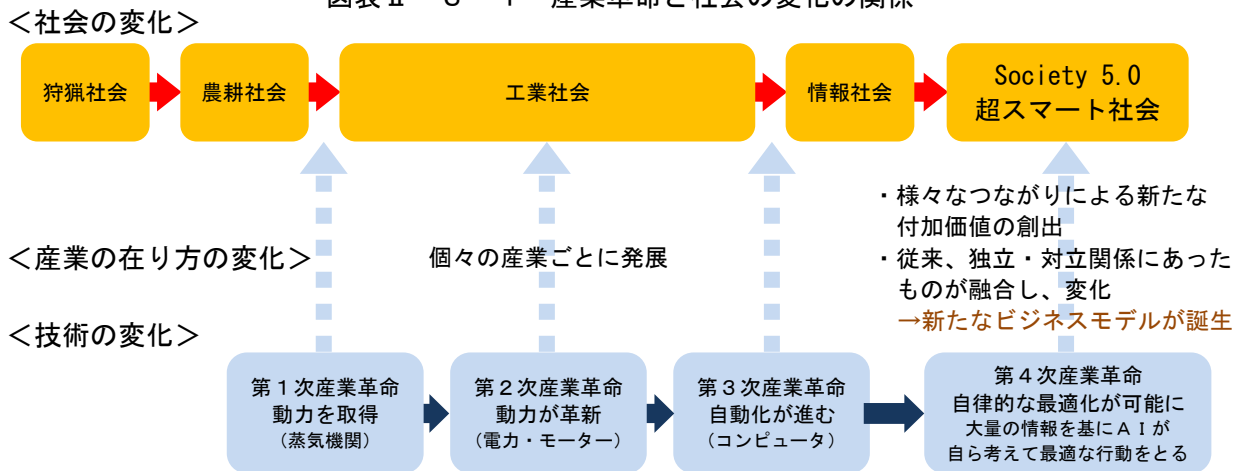 ＜社会の変化＞
狩猟社会
農耕社会
工業社会
情報社会
Society 5.0
超スマート社会
・様々なつながりによる新たな
付加価値の創出
・従来、独立・対立関係にあった
ものが融合し、変化
→新たなビジネスモデルが誕生
＜産業の在り方の変化＞
個々の産業ごとに発展
＜技術の変化＞
第１次産業革命
動力を取得
（蒸気機関）
第２次産業革命
動力が革新
（電力・モーター）
第３次産業革命
自動化が進む
（コンピュータ）
第４次産業革命
自律的な最適化が可能に
大量の情報を基にＡＩが
自ら考えて最適な行動をとる